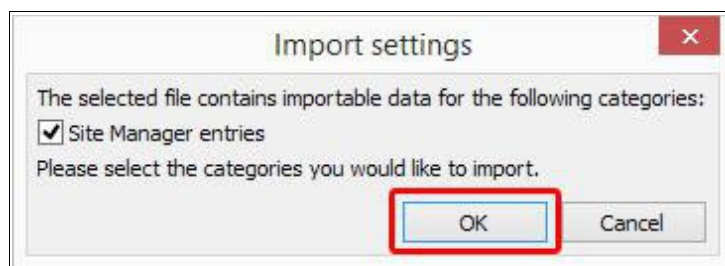 Import settings
The selected file contains importable data for the following categories:
Site Manager entries
Please select the categories you would like to import.
OK Cancel